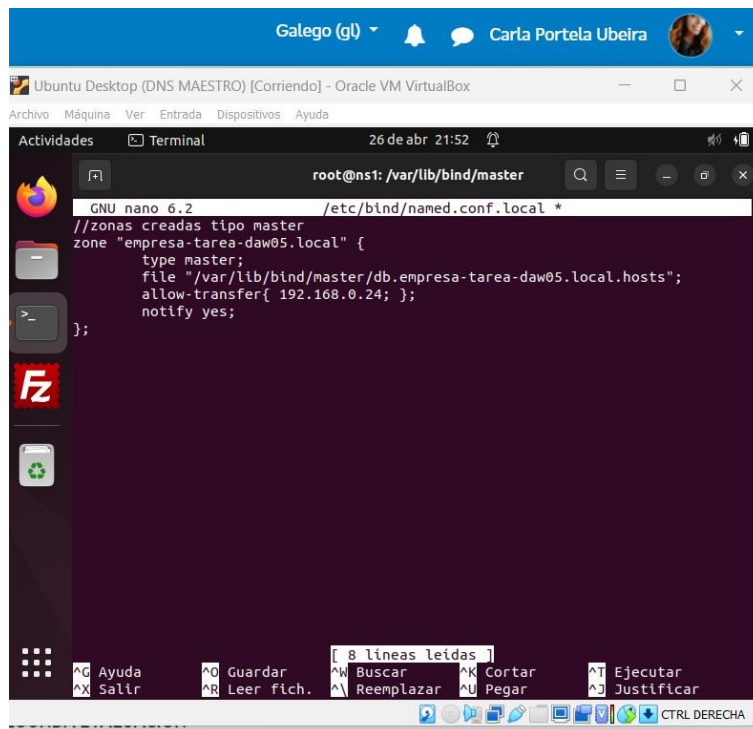 Galego (gl) Carla Portela Ubeira
Ubuntu Desktop (DNS MAESTRO) [Corriendo] - Oracle VM VirtualBox
Archivo Máquina Ver Entrada Dispositivos Ayuda
Actividades Terminal 26 de abr 21:52
root@ns1: /var/lib/bind/master
GNU nano 6.2 /etc/bind/named.conf.local *
//zonas creadas tipo master
zone "empresa-tarea-daw05.local" {
type master;
file "/var/lib/bind/master/db.empresa-tarea-daw05.local.hosts";
allow-transfer{ 192.168.0.24; };
notify yes;
};
Fz
[ 8 líneas leídas ]
^G Ayuda ^O Guardar ^W Buscar ^K Cortar ^T Ejecutar
^X Salir ^R Leer fich. ^\ Reemplazar ^U Pegar ^J Justificar
CTRL DERECHA